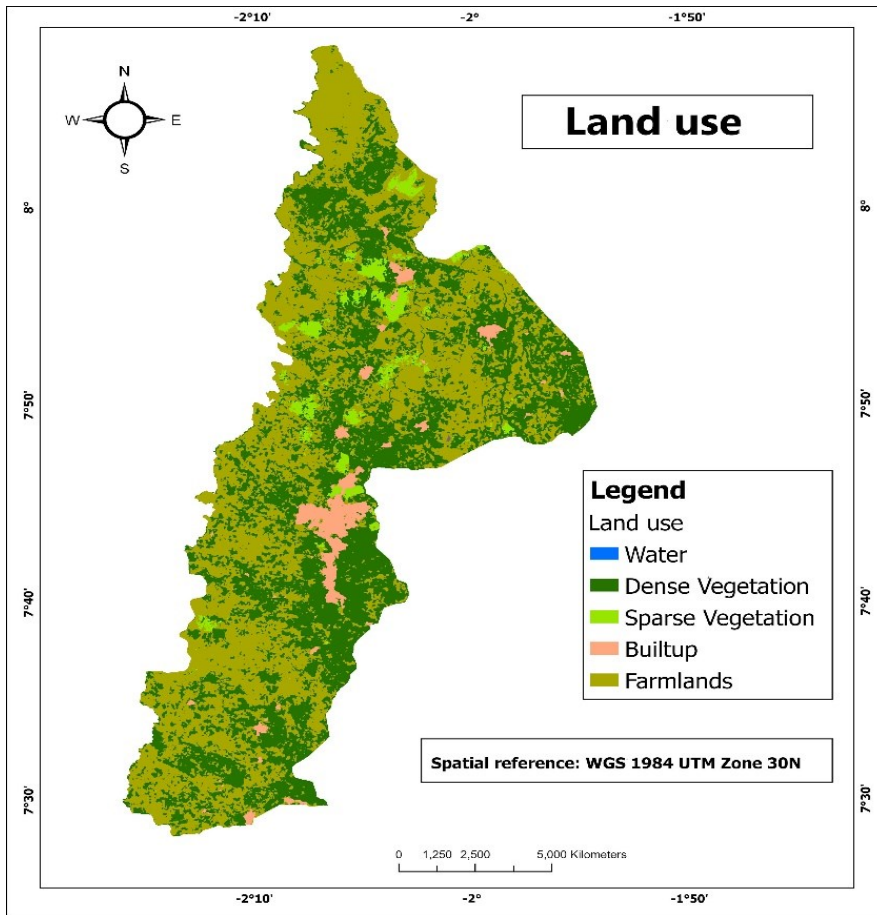 -2°10'
-2°
-1°50'
N
W
E
S
Land use
8°
8°
7°50'
7°50'
Legend
Land use
Water
Dense Vegetation
Sparse Vegetation
Builtup
Farmlands
7°40'
7°40'
Spatial reference: WGS 1984 UTM Zone 30N
7°30'
7°30'
0 1,250 2,500 5,000 Kilometers
-2°10'
-2°
-1°50'